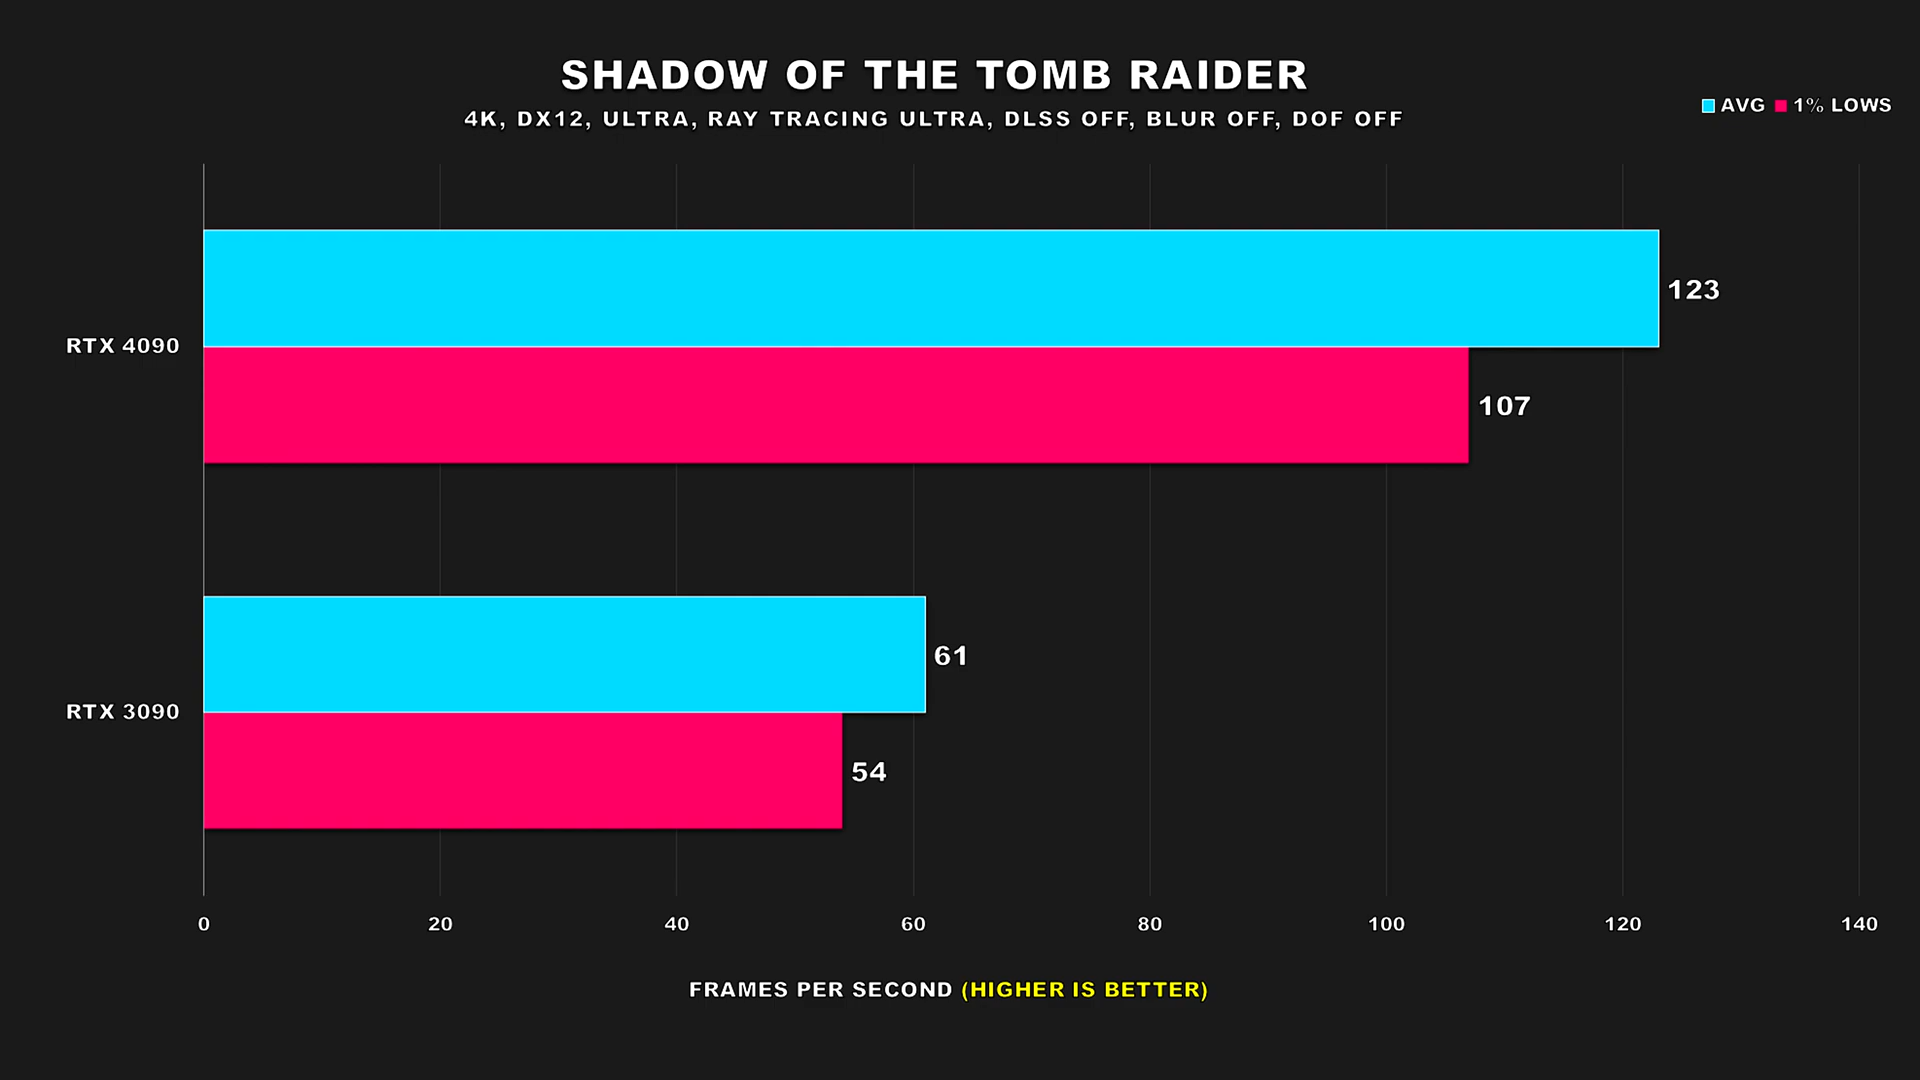 SHADOW OF THE TOMB RAIDER
4K, DX12, ULTRA, RAY TRACING ULTRA, DLSS OFF, BLUR OFF, DOF OFF
AVG 1% LOWS
RTX 4090
123
107
RTX 3090
61
54
0 20 40 60 80 100 120 140
FRAMES PER SECOND (HIGHER IS BETTER)